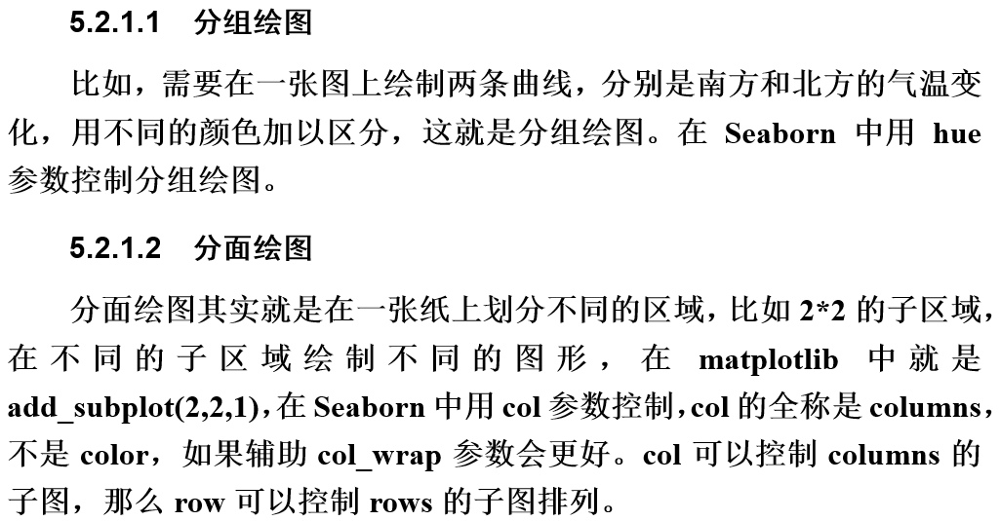 5.2.1.1 分组绘图
比如，需要在一张图上绘制两条曲线，分别是南方和北方的气温变
化，用不同的颜色加以区分，这就是分组绘图。在 Seaborn 中用 hue
参数控制分组绘图。
5.2.1.2 分面绘图
分面绘图其实就是在一张纸上划分不同的区域，比如 2*2 的子区域，
在不同的子区域绘制不同的图形，在 matplotlib 中就是
add_subplot(2,2,1)，在 Seaborn 中用 col 参数控制，col 的全称是 columns，
不是 color，如果辅助 col_wrap 参数会更好。col 可以控制 columns 的
子图，那么 row 可以控制 rows 的子图排列。